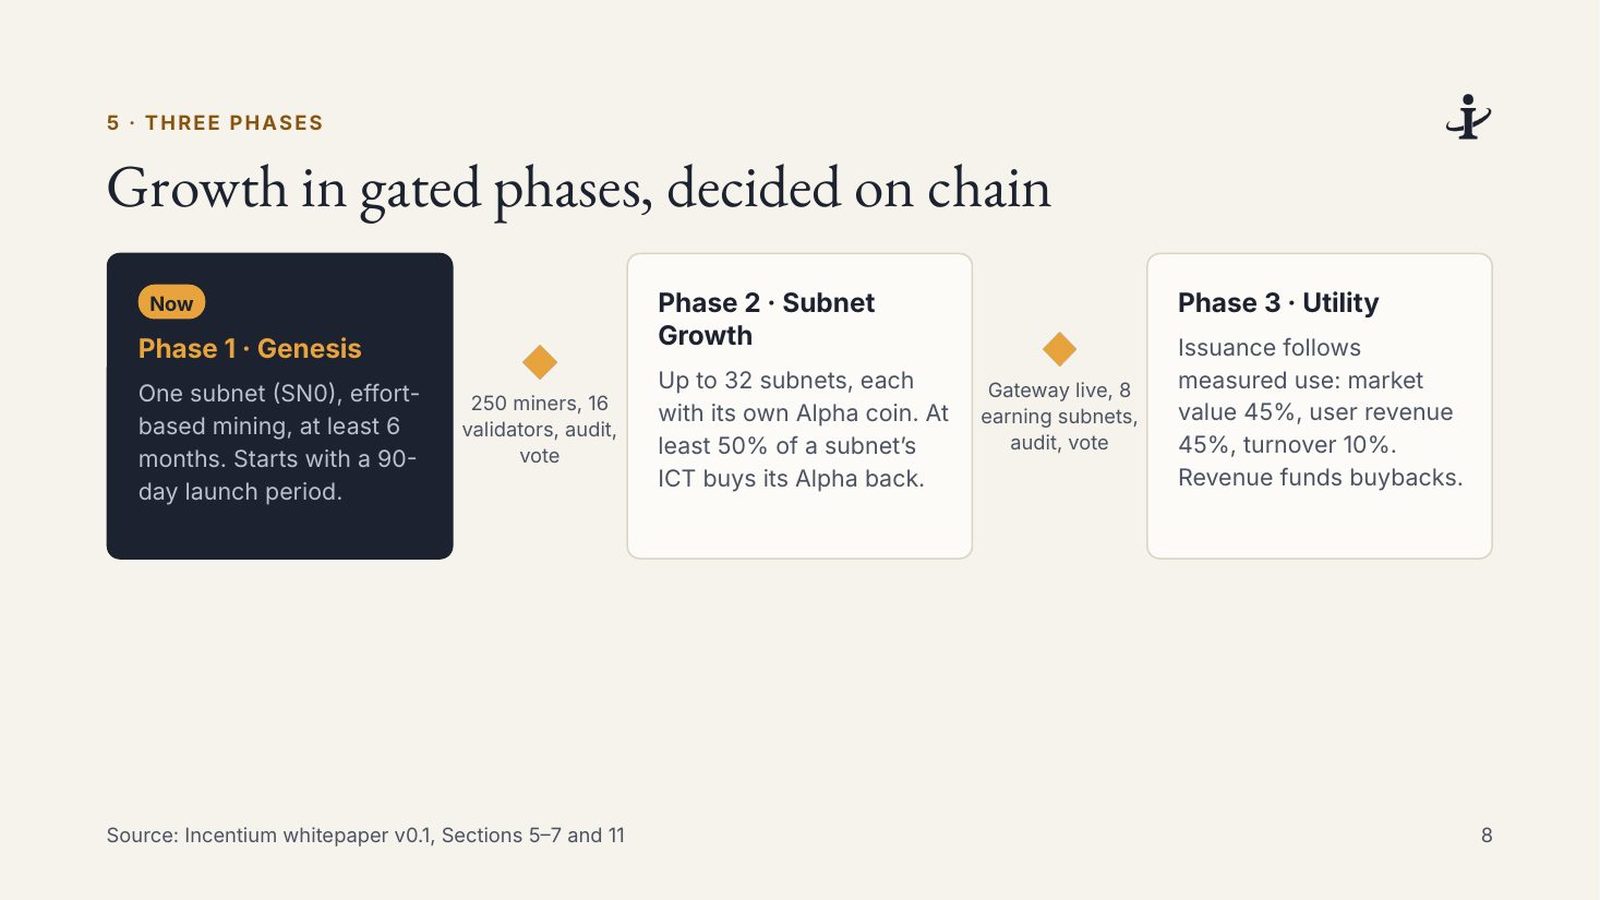 5 · THREE PHASES
Growth in gated phases, decided on chain
Now
Phase 1 · Genesis
One subnet (SN0), effort-
based mining, at least 6
months. Starts with a 90-
day launch period.
250 miners, 16
validators, audit,
vote
Phase 2 · Subnet
Growth
Up to 32 subnets, each
with its own Alpha coin. At
least 50% of a subnet’s
ICT buys its Alpha back.
Gateway live, 8
earning subnets,
audit, vote
Phase 3 · Utility
Issuance follows
measured use: market
value 45%, user revenue
45%, turnover 10%.
Revenue funds buybacks.
Source: Incentium whitepaper v0.1, Sections 5–7 and 11
8